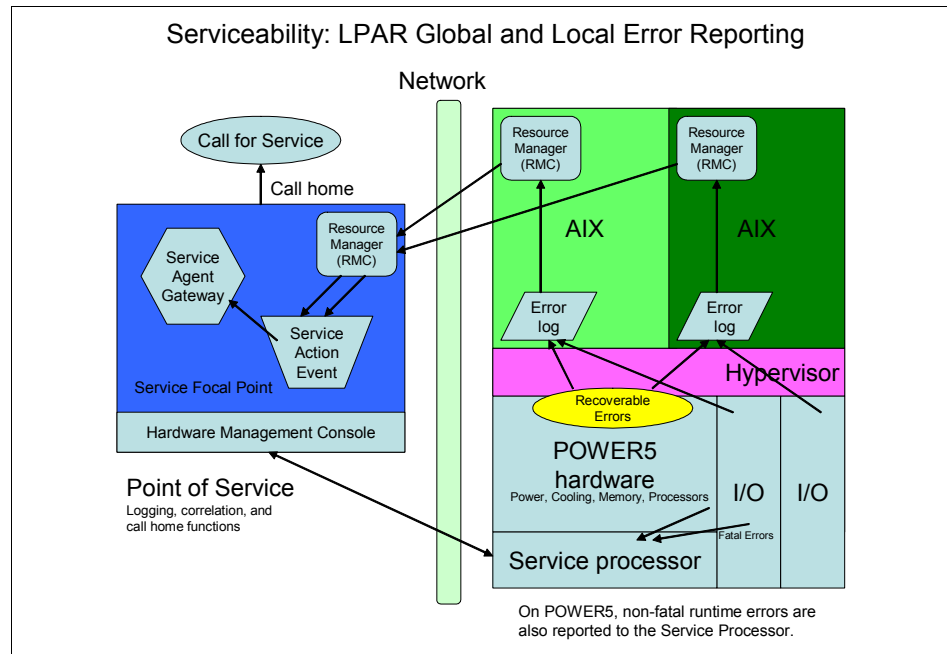 Serviceability: LPAR Global and Local Error Reporting
Network
Call for Service
Call home
Resource
Manager
(RMC)
Service
Agent
Gateway
Service
Action
Event
Service Focal Point
Hardware Management Console
Point of Service
Logging, correlation, and
call home functions
Resource
Manager
(RMC)
Resource
Manager
(RMC)
AIX
AIX
Error
log
Error
log
Hypervisor
Recoverable
Errors
POWER5
hardware
Power, Cooling, Memory, Processors
I/O
I/O
Fatal Errors
Service processor
On POWER5, non-fatal runtime errors are
also reported to the Service Processor.